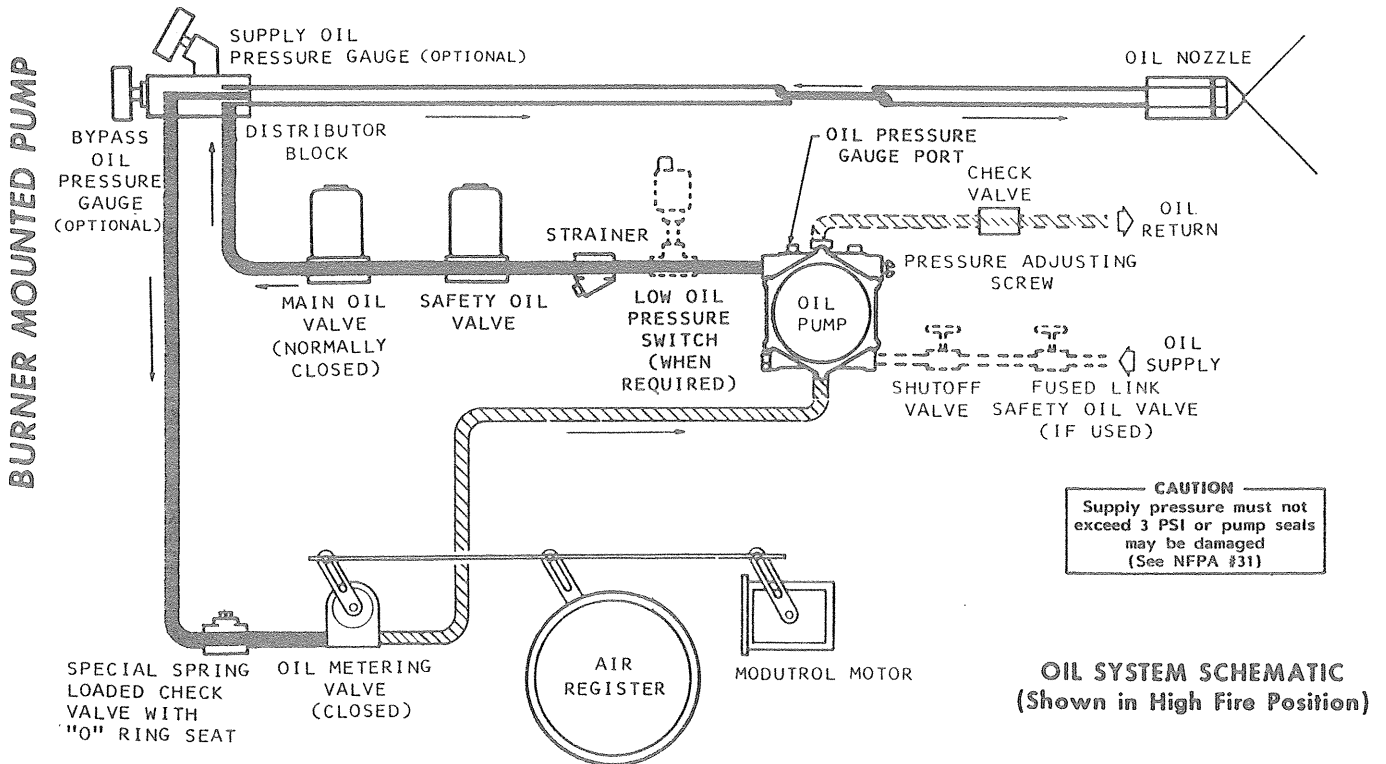 BURNER MOUNTED PUMP
SUPPLY OIL
PRESSURE GAUGE (OPTIONAL)
OIL NOZZLE
BYPASS
OIL
PRESSURE
GAUGE
(OPTIONAL)
DISTRIBUTOR
BLOCK
OIL PRESSURE
GAUGE PORT
CHECK
VALVE
OIL
RETURN
STRAINER
PRESSURE ADJUSTING
SCREW
MAIN OIL
VALVE
(NORMALLY
CLOSED)
SAFETY OIL
VALVE
LOW OIL
PRESSURE
SWITCH
(WHEN
REQUIRED)
OIL
PUMP
OIL
SUPPLY
SHUTOFF
VALVE
FUSED LINK
SAFETY OIL VALVE
(IF USED)
CAUTION
Supply pressure must not
exceed 3 PSI or pump seals
may be damaged
(See NFPA #31)
SPECIAL SPRING
LOADED CHECK
VALVE WITH
"O" RING SEAT
OIL METERING
VALVE
(CLOSED)
AIR
REGISTER
MODUTROL MOTOR
OIL SYSTEM SCHEMATIC
(Shown in High Fire Position)